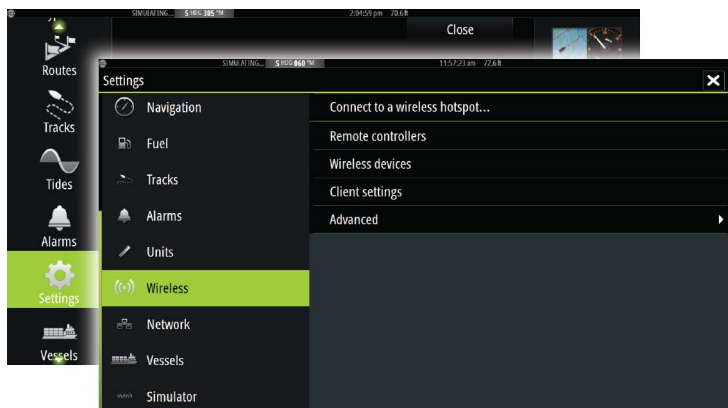 SIMULATING... S HDG 305 °M 2:04:59 pm 70.6 ft
Close
Routes
Tracks
Tides
Alarms
Settings
Vessels
SIMULATING... S HDG 060 °M 11:57:23 am 72.6 ft
Settings
Navigation
Fuel
Tracks
Alarms
Units
Wireless
Network
Vessels
Simulator
Connect to a wireless hotspot...
Remote controllers
Wireless devices
Client settings
Advanced